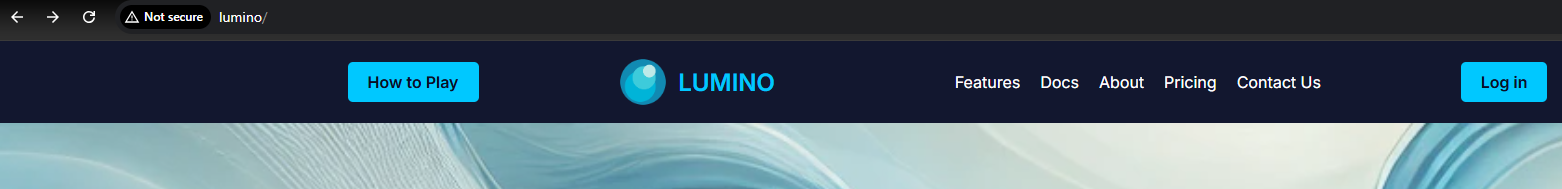 Not secure lumino/
How to Play LUMINO Features Docs About Pricing Contact Us Log in